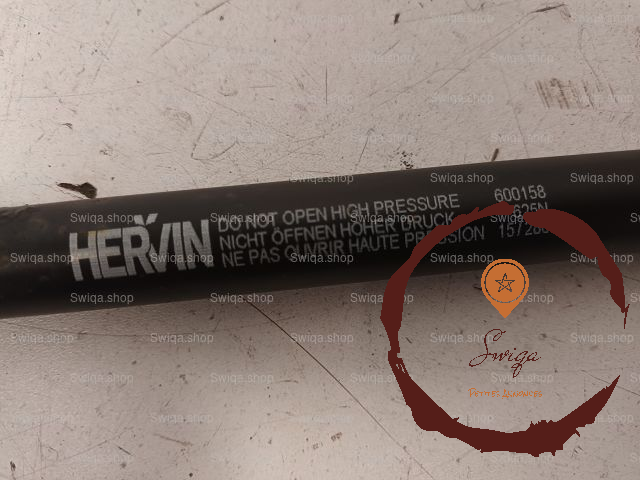 HERVIN
DO NOT OPEN HIGH PRESSURE
NICHT ÖFFNEN HOHER DRUCK
NE PAS OUVRIR HAUTE PRESSION
600158
Swiqa
Swiqa.shop